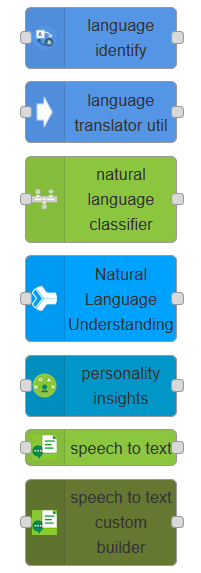 language
identify
language
translator util
natural
language
classifier
Natural
Language
Understanding
personality
insights
speech to text
speech to text
custom
builder